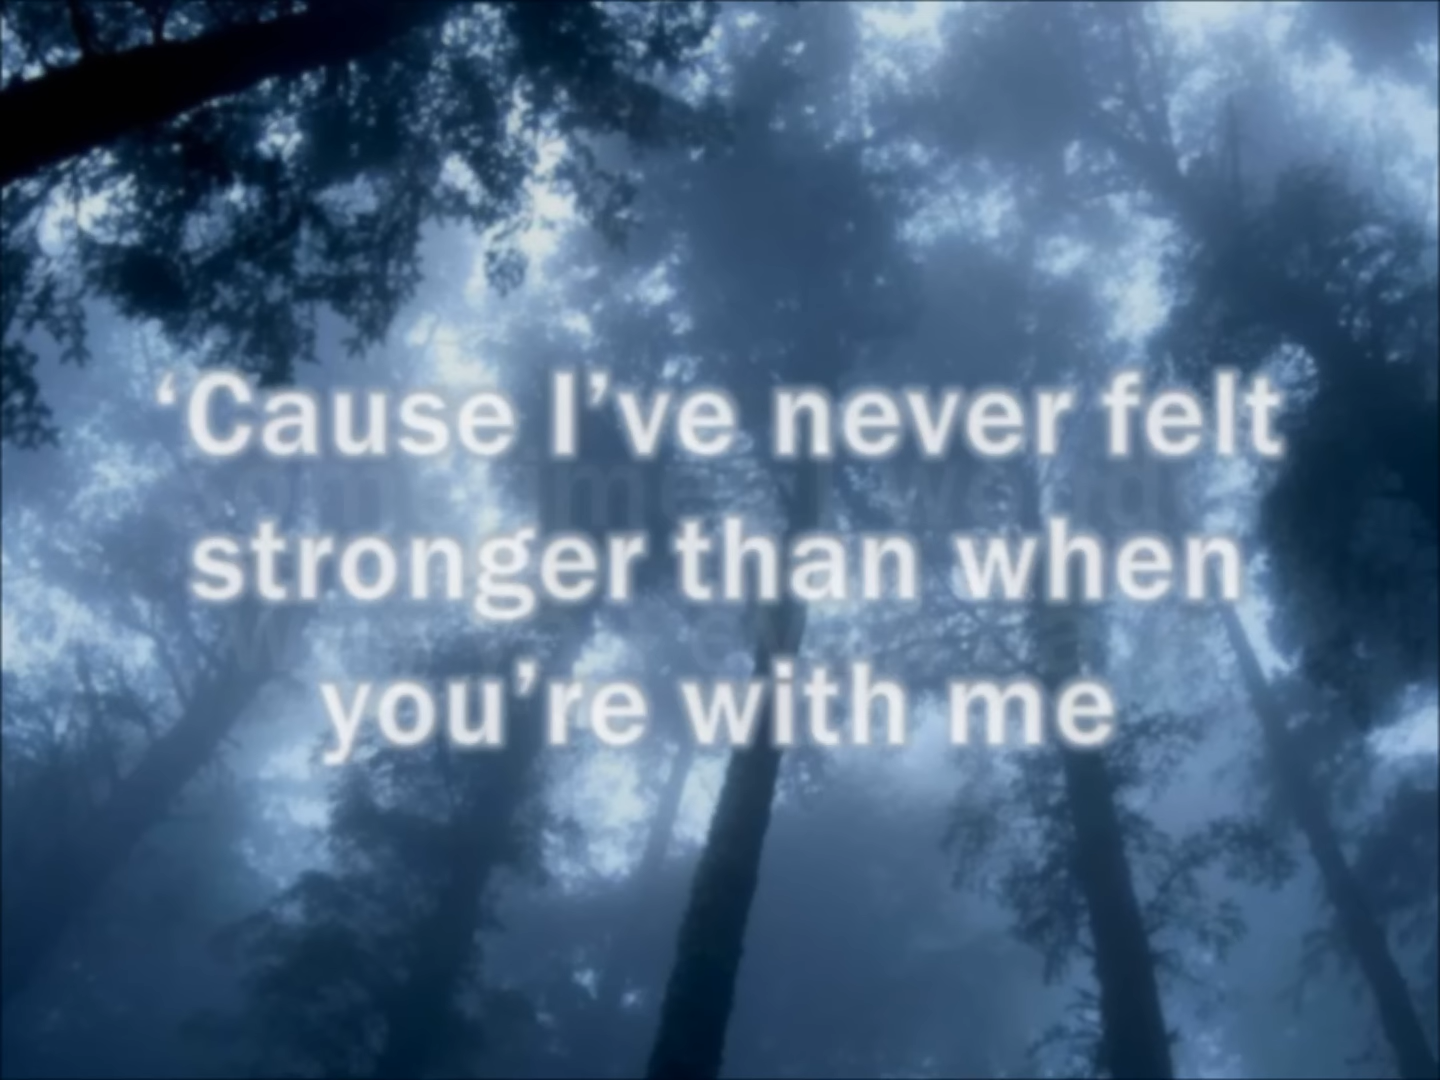 ‘Cause I’ve never felt
stronger than when
you’re with me